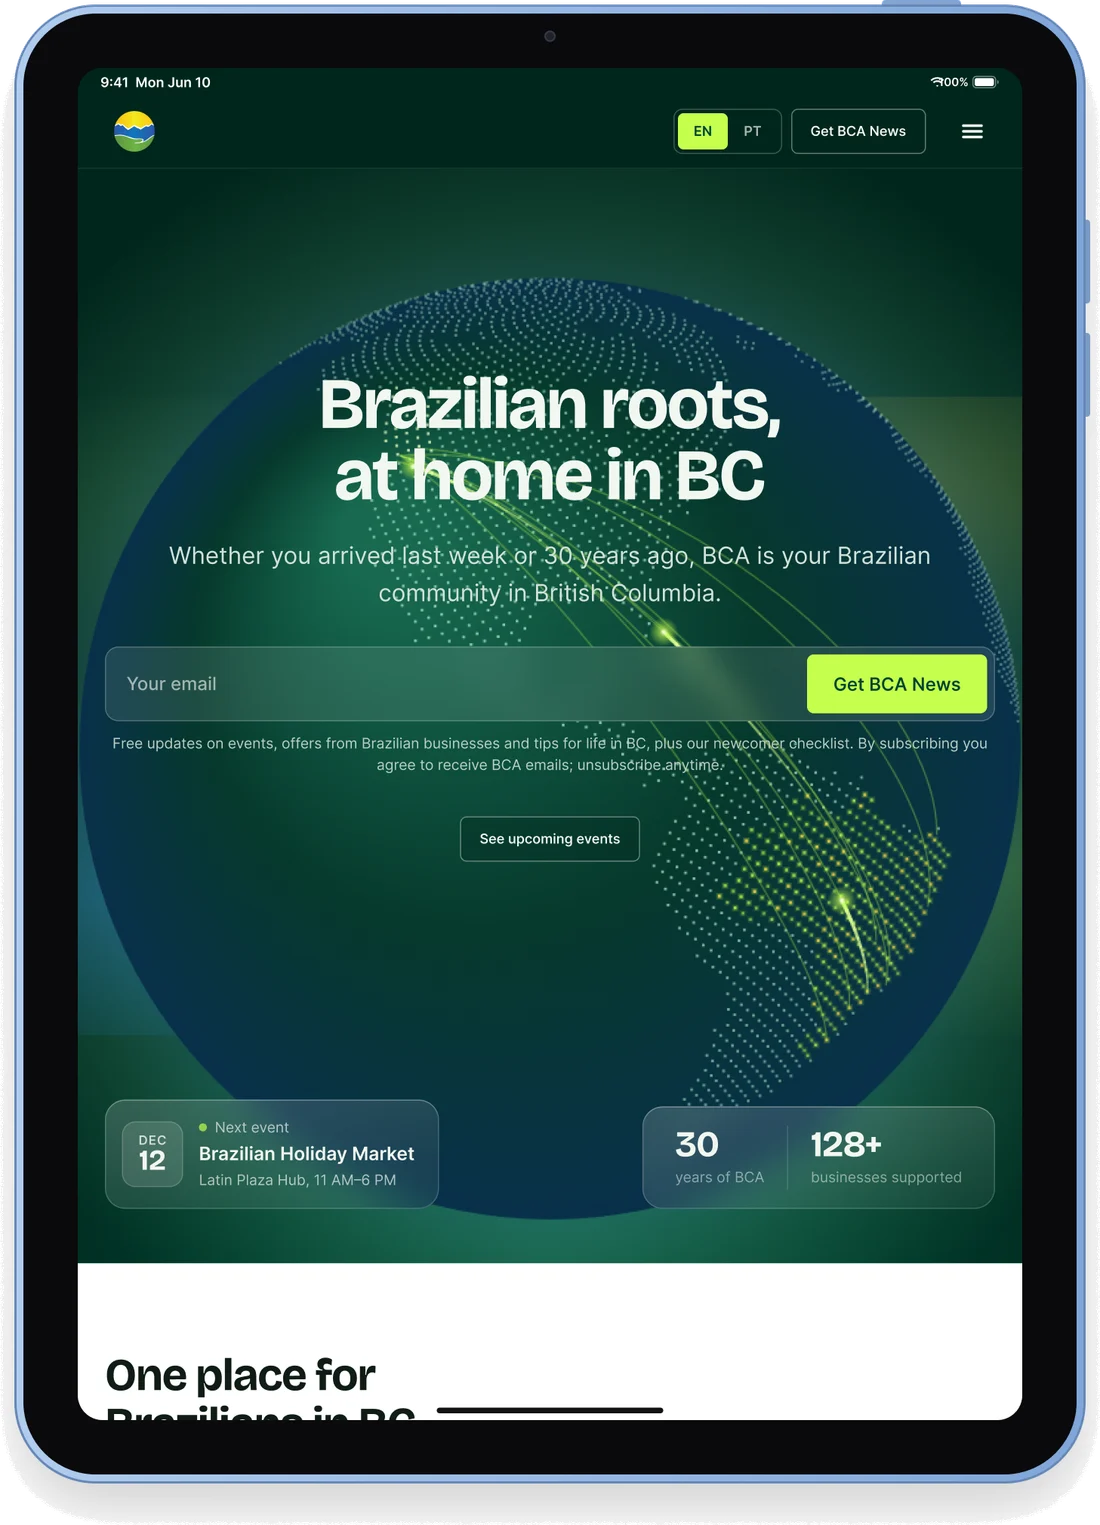 9:41 Mon Jun 10
100%
EN
PT
Get BCA News
Brazilian roots,
at home in BC
Whether you arrived last week or 30 years ago, BCA is your Brazilian
community in British Columbia.
Your email
Get BCA News
Free updates on events, offers from Brazilian businesses and tips for life in BC, plus our newcomer checklist. By subscribing you
agree to receive BCA emails; unsubscribe anytime.
See upcoming events
DEC
12
Next event
Brazilian Holiday Market
Latin Plaza Hub, 11 AM–6 PM
30
years of BCA
128+
businesses supported
One place for
Brazilians in BC